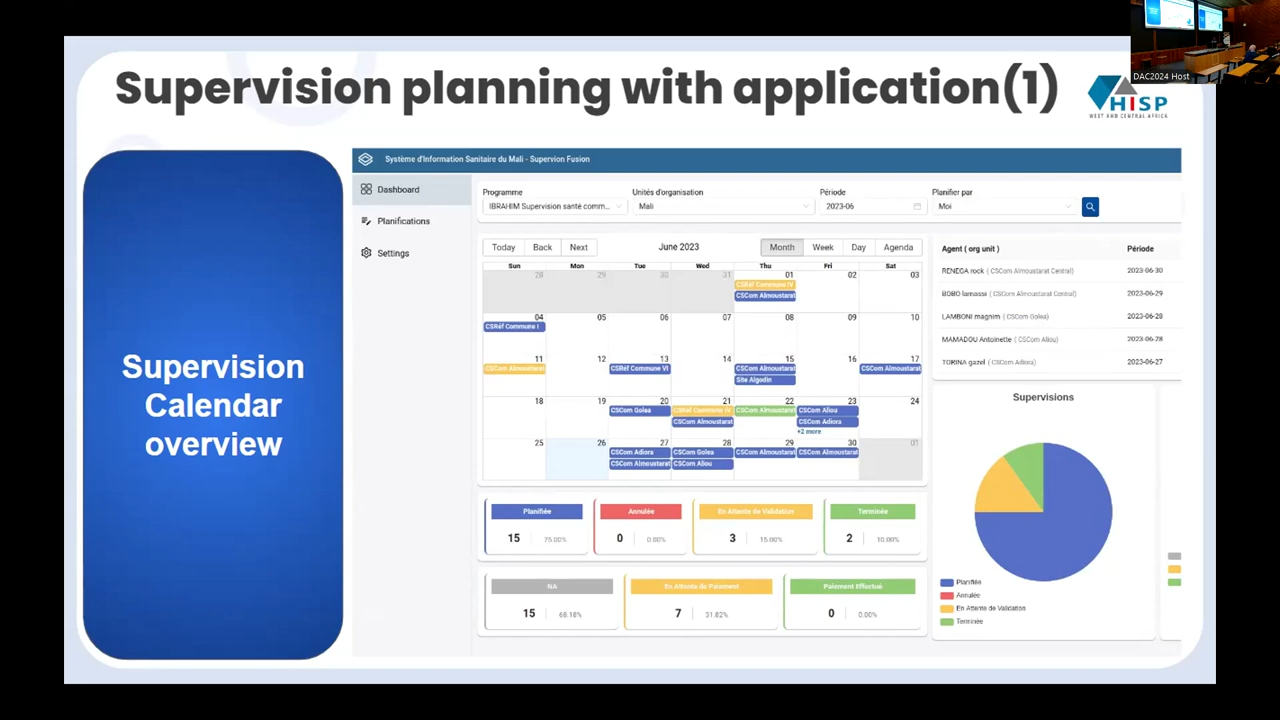 Supervision planning with application(1)
DAC2024 Host
HISP
WEST AND CENTRAL AFRICA
Supervision
Calendar
overview
Système d'Information Sanitaire du Mali - Supervion Fusion
Dashboard
Planifications
Settings
Programme
Unités d'organisation
Période
Planifier par
IBRAHIM Supervision santé comm...
Mali
2023-06
Moi
Today Back Next
June 2023
Month Week Day Agenda
Sun Mon Tue Wed Thu Fri Sat
28 29 30 31 01 02 03
CSRéf Commune IV
CSCom Almoustarat
04 05 06 07 08 09 10
CSRéf Commune I
11 12 13 14 15 16 17
CSCom Almoustarat CSRéf Commune VI CSCom Almoustarat CSCom Almoustarat
Site Algodin
18 19 20 21 22 23 24
CSCom Golea CSRéf Commune IV CSCom Almoustarat CSCom Aliou
CSCom Almoustarat CSCom Adiora
+2 more
25 26 27 28 29 30 01
CSCom Adiora CSCom Golea CSCom Almoustarat CSCom Almoustarat
CSCom Almoustarat CSCom Aliou
Agent ( org unit ) Période
RENEGA rock ( CSCom Almoustarat Central) 2023-06-30
BOBO lamassi ( CSCom Almoustarat Central) 2023-06-29
LAMBONI magnim ( CSCom Golea) 2023-06-28
MAMADOU Antoinette ( CSCom Aliou) 2023-06-28
TORINA gazel ( CSCom Adiora) 2023-06-27
Planifiée Annulée En Attente de Validation Terminée
15 75.00% 0 0.00% 3 15.00% 2 10.00%
NA En Attente de Paiement Paiement Effectué
15 68.18% 7 31.82% 0 0.00%
Supervisions
Planifiée
Annulée
En Attente de Validation
Terminée